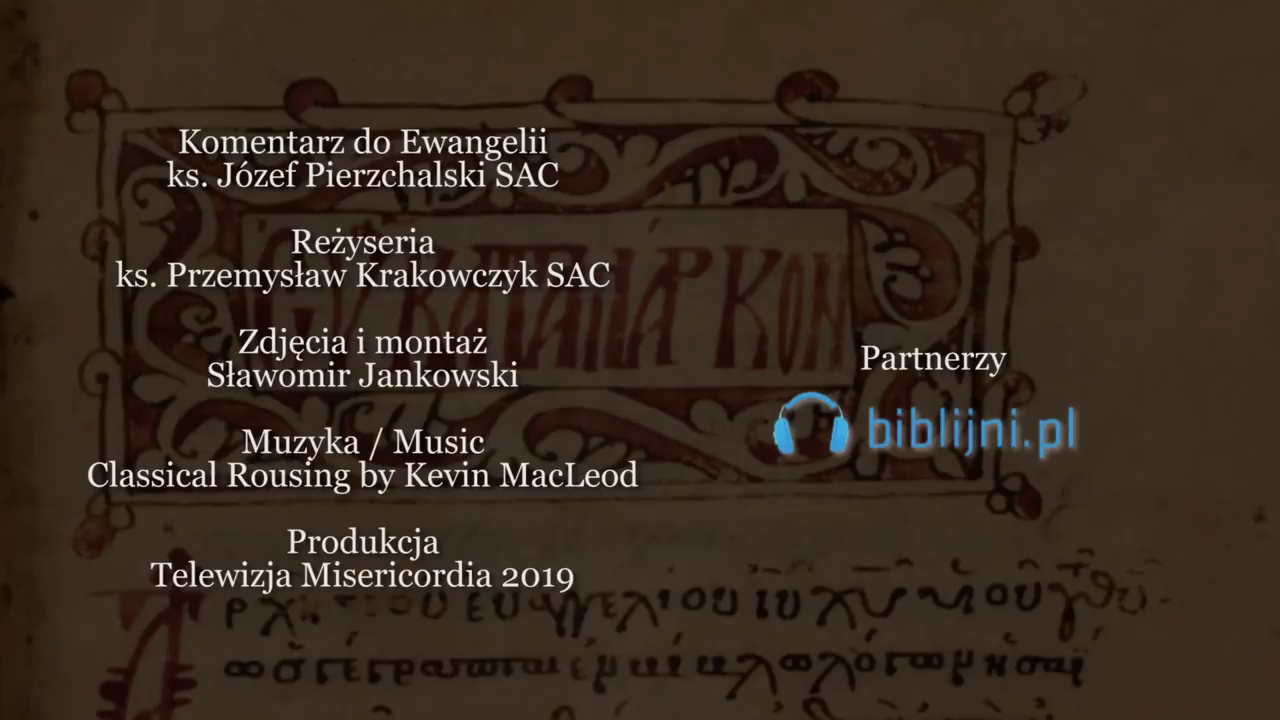 Komentarz do Ewangelii
ks. Józef Pierzchalski SAC
Reżyseria
ks. Przemysław Krakowczyk SAC
Zdjęcia i montaż
Sławomir Jankowski
Muzyka / Music
Classical Rousing by Kevin MacLeod
Produkcja
Telewizja Misericordia 2019
Partnerzy
biblijni.pl